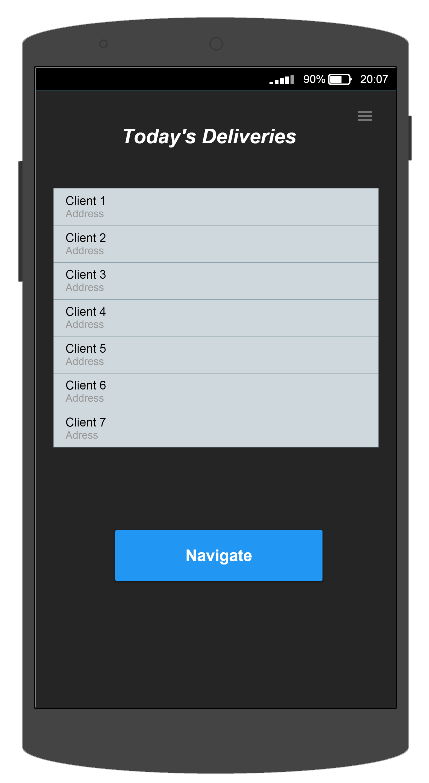 90% 20:07
Today's Deliveries
Client 1
Address
Client 2
Address
Client 3
Address
Client 4
Address
Client 5
Address
Client 6
Address
Client 7
Adress
Navigate